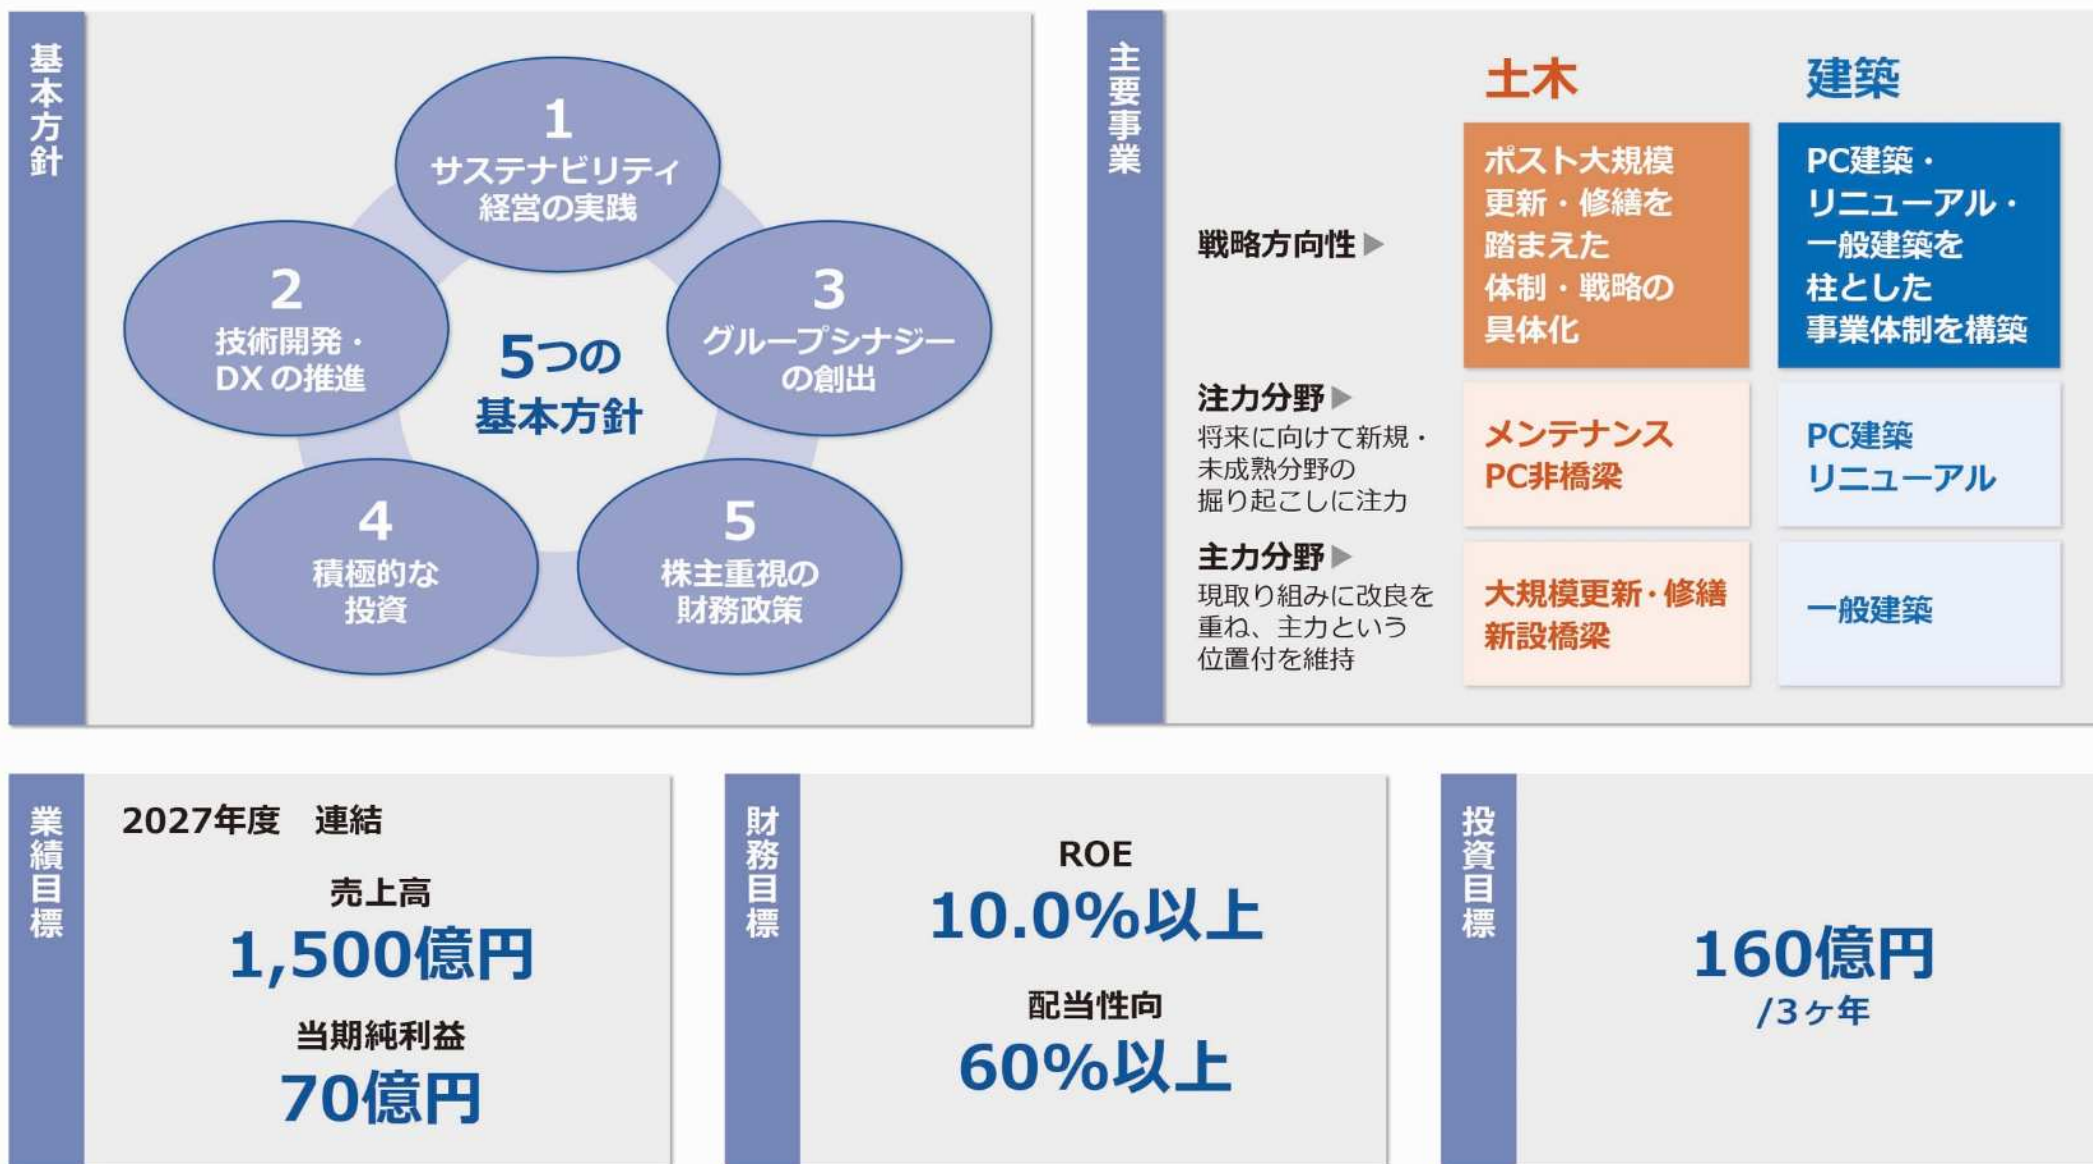 基本方針
1
サステナビリティ
経営の実践
2
技術開発・
DXの推進
3
グループシナジー
の創出
5つの
基本方針
4
積極的な
投資
5
株主重視の
財務政策
主要事業
土木
建築
戦略方向性▶
ポスト大規模
更新・修繕を
踏まえた
体制・戦略の
具体化
PC建築・
リニューアル・
一般建築を
柱とした
事業体制を構築
注力分野▶
将来に向けて新規・
未成熟分野の
掘り起こしに注力
メンテナンス
PC非橋梁
PC建築
リニューアル
主力分野▶
現取り組みに改良を
重ね、主力という
位置付を維持
大規模更新・修繕
新設橋梁
一般建築
業績目標
2027年度　連結
売上高
1,500億円
当期純利益
70億円
財務目標
ROE
10.0%以上
配当性向
60%以上
投資目標
160億円
/3ヶ年